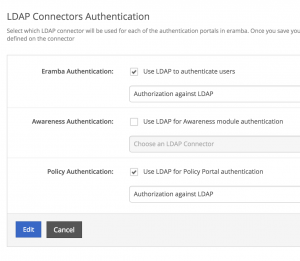 LDAP Connectors Authentication
Select which LDAP connector will be used for each of the authentication portals in eramba. Once you save you
defined on the connector
Eramba Authentication:
Use LDAP to authenticate users
Authorization against LDAP
Awareness Authentication:
Use LDAP for Awareness module authentication
Choose an LDAP Connector
Policy Authentication:
Use LDAP for Policy Portal authentication
Authorization against LDAP
Edit
Cancel